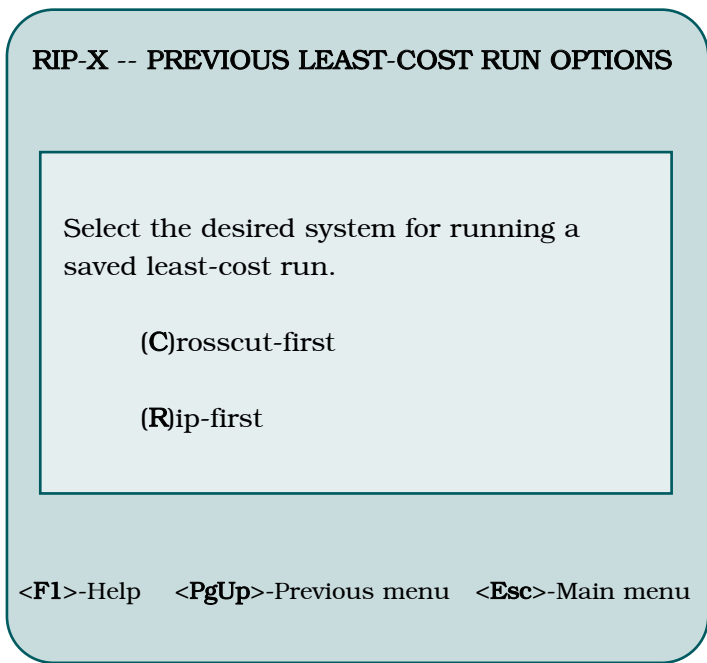 RIP-X -- PREVIOUS LEAST-COST RUN OPTIONS
Select the desired system for running a
saved least-cost run.
(C)rosscut-first
(R)ip-first
<F1>-Help <PgUp>-Previous menu <Esc>-Main menu